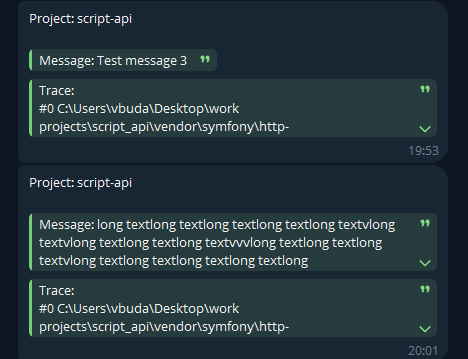 Project: script-api
Message: Test message 3
Trace:
#0 C:\Users\vbuda\Desktop\work
projects\script_api\vendor\symfony\http-
19:53
Project: script-api
Message: long textlong textlong textlong textlong textvlong
textvlong textlong textlong textvvvlong textlong textlong
textvlong textlong textlong textlong textlong
Trace:
#0 C:\Users\vbuda\Desktop\work
projects\script_api\vendor\symfony\http-
20:01